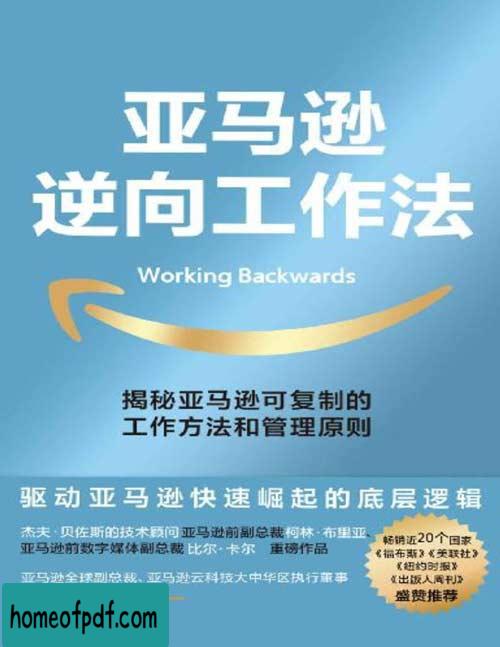 亚马逊
逆向工作法
Working Backwards
揭秘亚马逊可复制的
工作方法和管理原则
驱动亚马逊快速崛起的底层逻辑
杰夫·贝佐斯的技术顾问 亚马逊前副总裁 柯林·布里亚、
亚马逊前数字媒体副总裁 比尔·卡尔 重磅作品
畅销近20个国家
《福布斯》《美联社》
《纽约时报》
《出版人周刊》
盛赞推荐
亚马逊全球副总裁、亚马逊云科技大中华区执行董事
homeofpdf.com